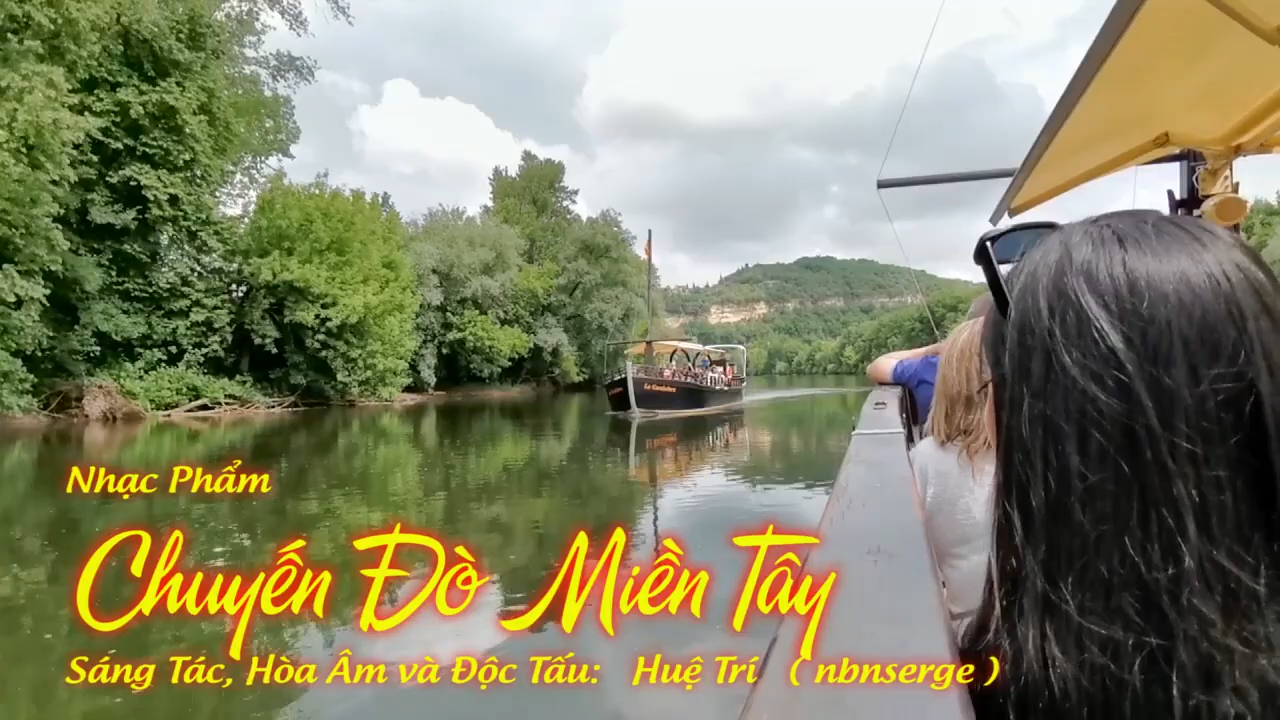 Nhạc Phẩm
Chuyến Đò Miền Tây
Sáng Tác, Hòa Âm và Độc Tấu: Huệ Trí ( nbnserge )